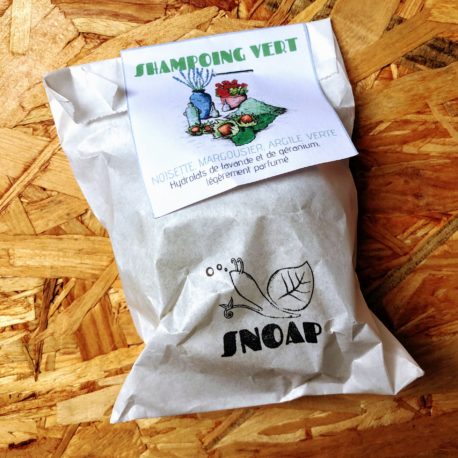 SHAMPOING VERT
NOISETTE, MARGOUSIER, ARGILE VERTE
Hydrolats de lavande et de géranium,
légèrement parfumé
SNOAP